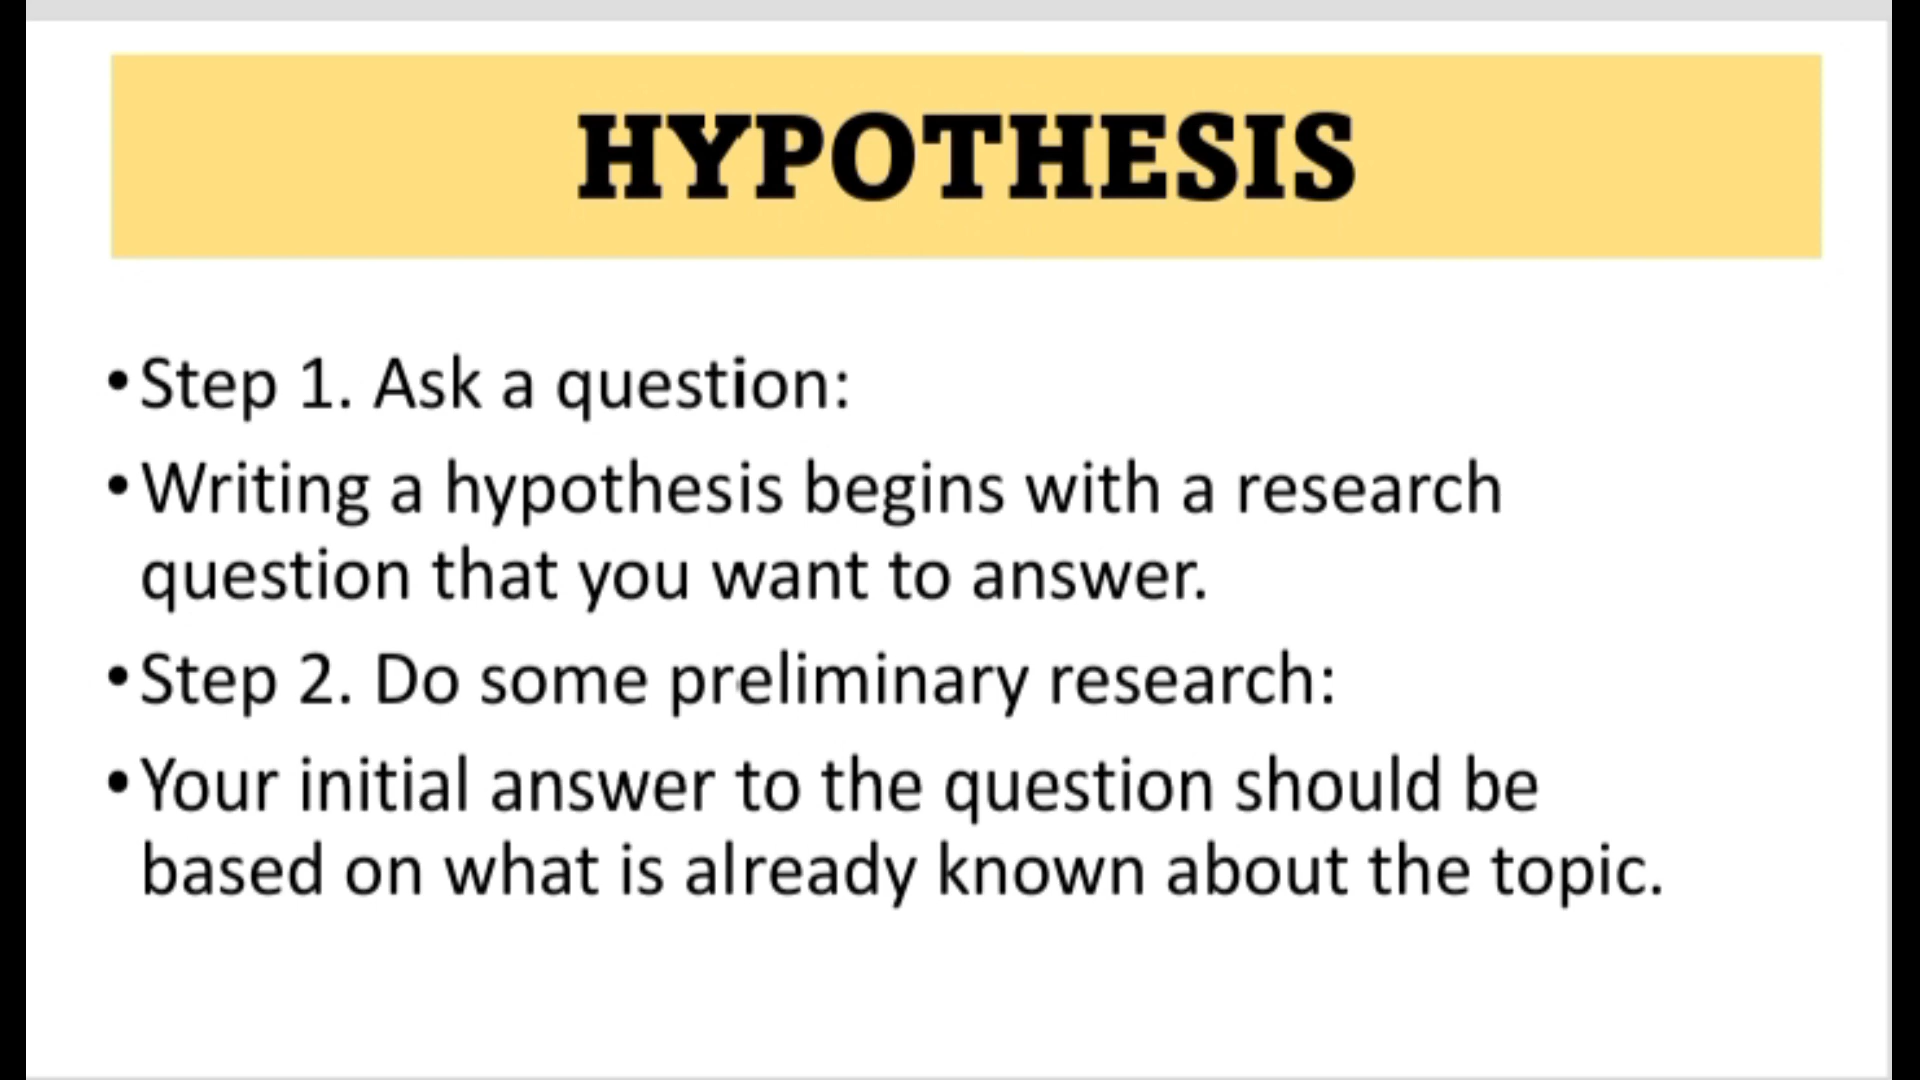 HYPOTHESIS
•Step 1. Ask a question:
•Writing a hypothesis begins with a research
question that you want to answer.
•Step 2. Do some preliminary research:
•Your initial answer to the question should be
based on what is already known about the topic.